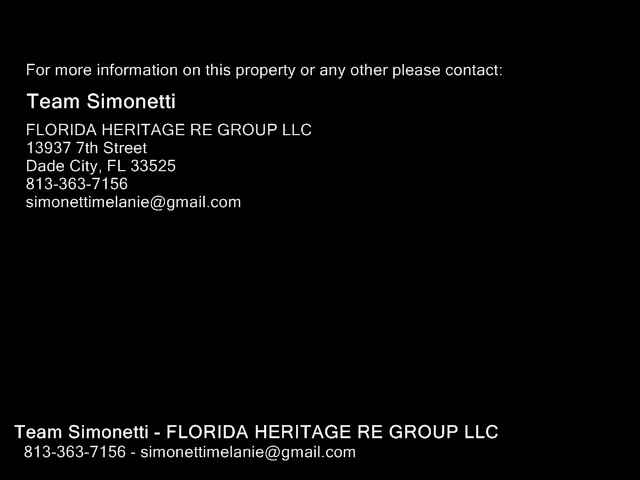 For more information on this property or any other please contact:
Team Simonetti
FLORIDA HERITAGE RE GROUP LLC
13937 7th Street
Dade City, FL 33525
813-363-7156
simonettimelanie@gmail.com
Team Simonetti - FLORIDA HERITAGE RE GROUP LLC
813-363-7156 - simonettimelanie@gmail.com